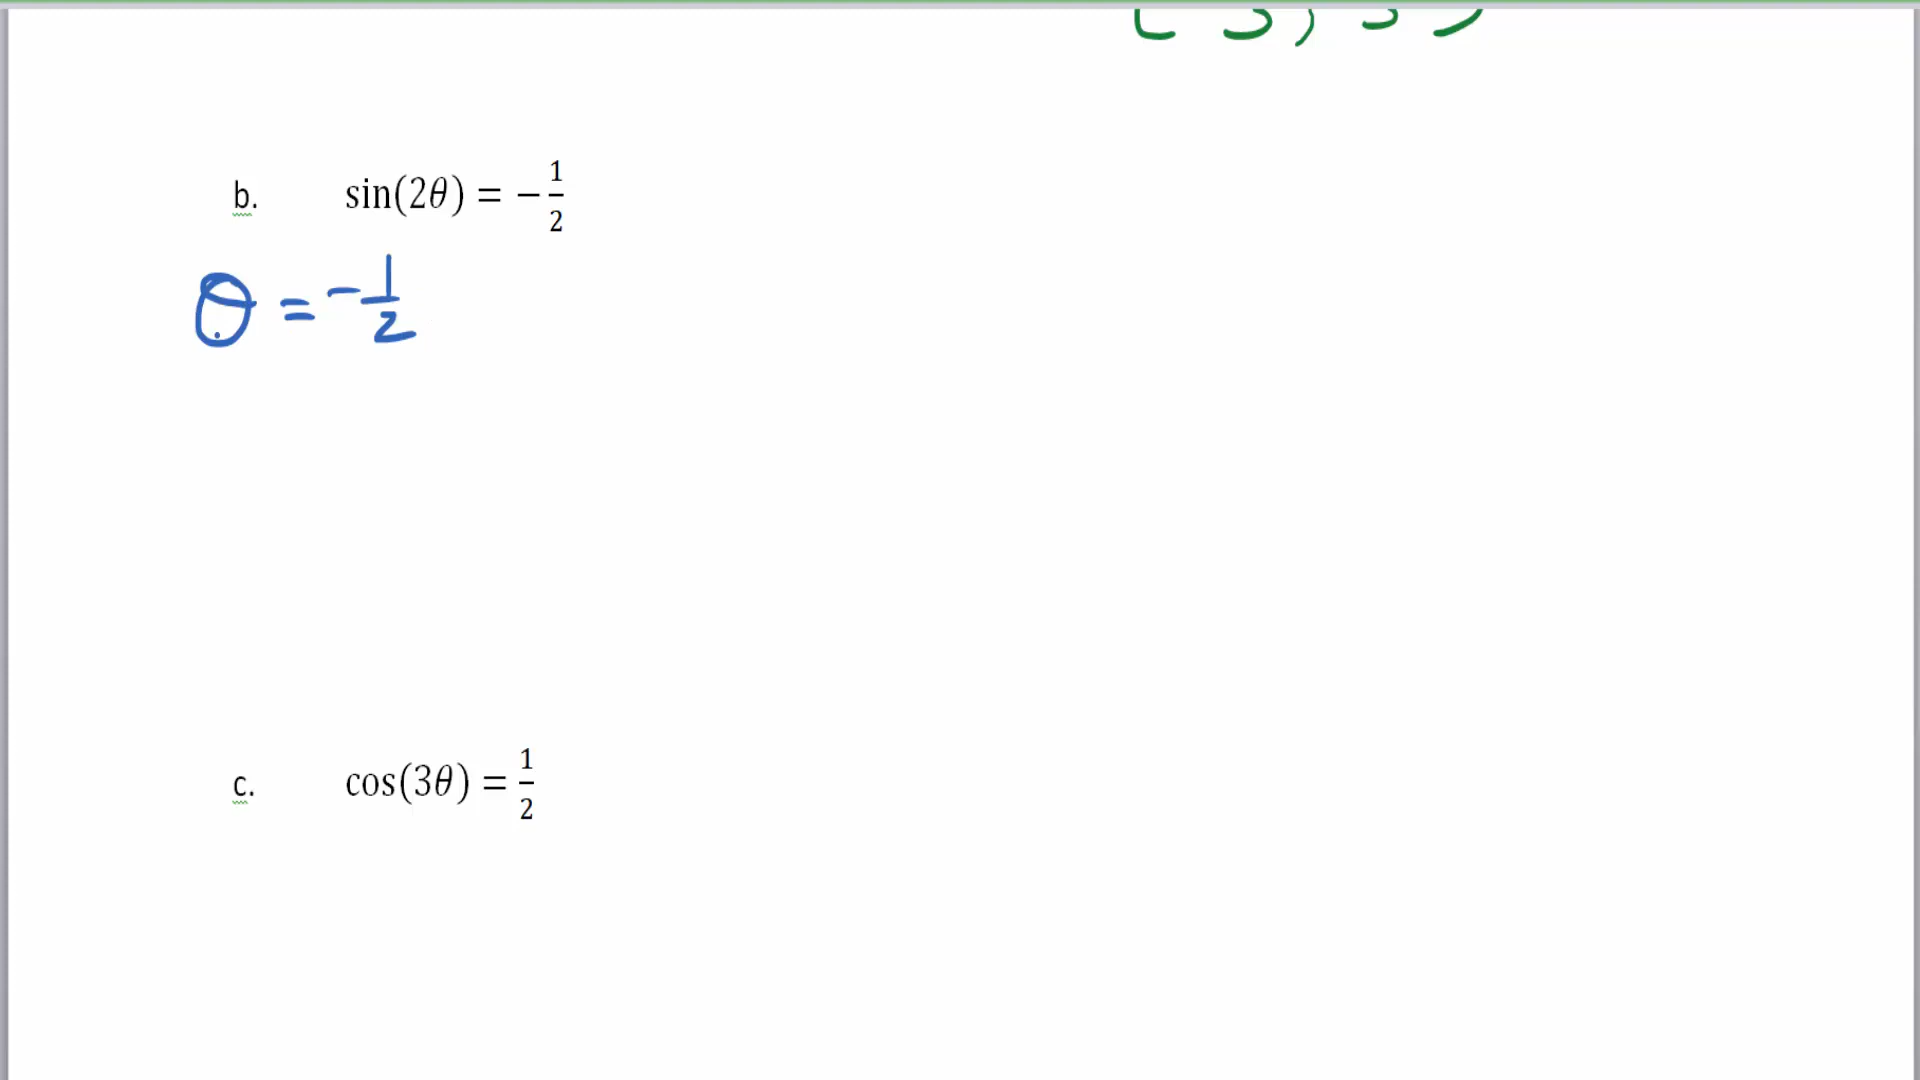 b. sin(2θ) = −1/2
θ = -1/2
c. cos(3θ) = 1/2